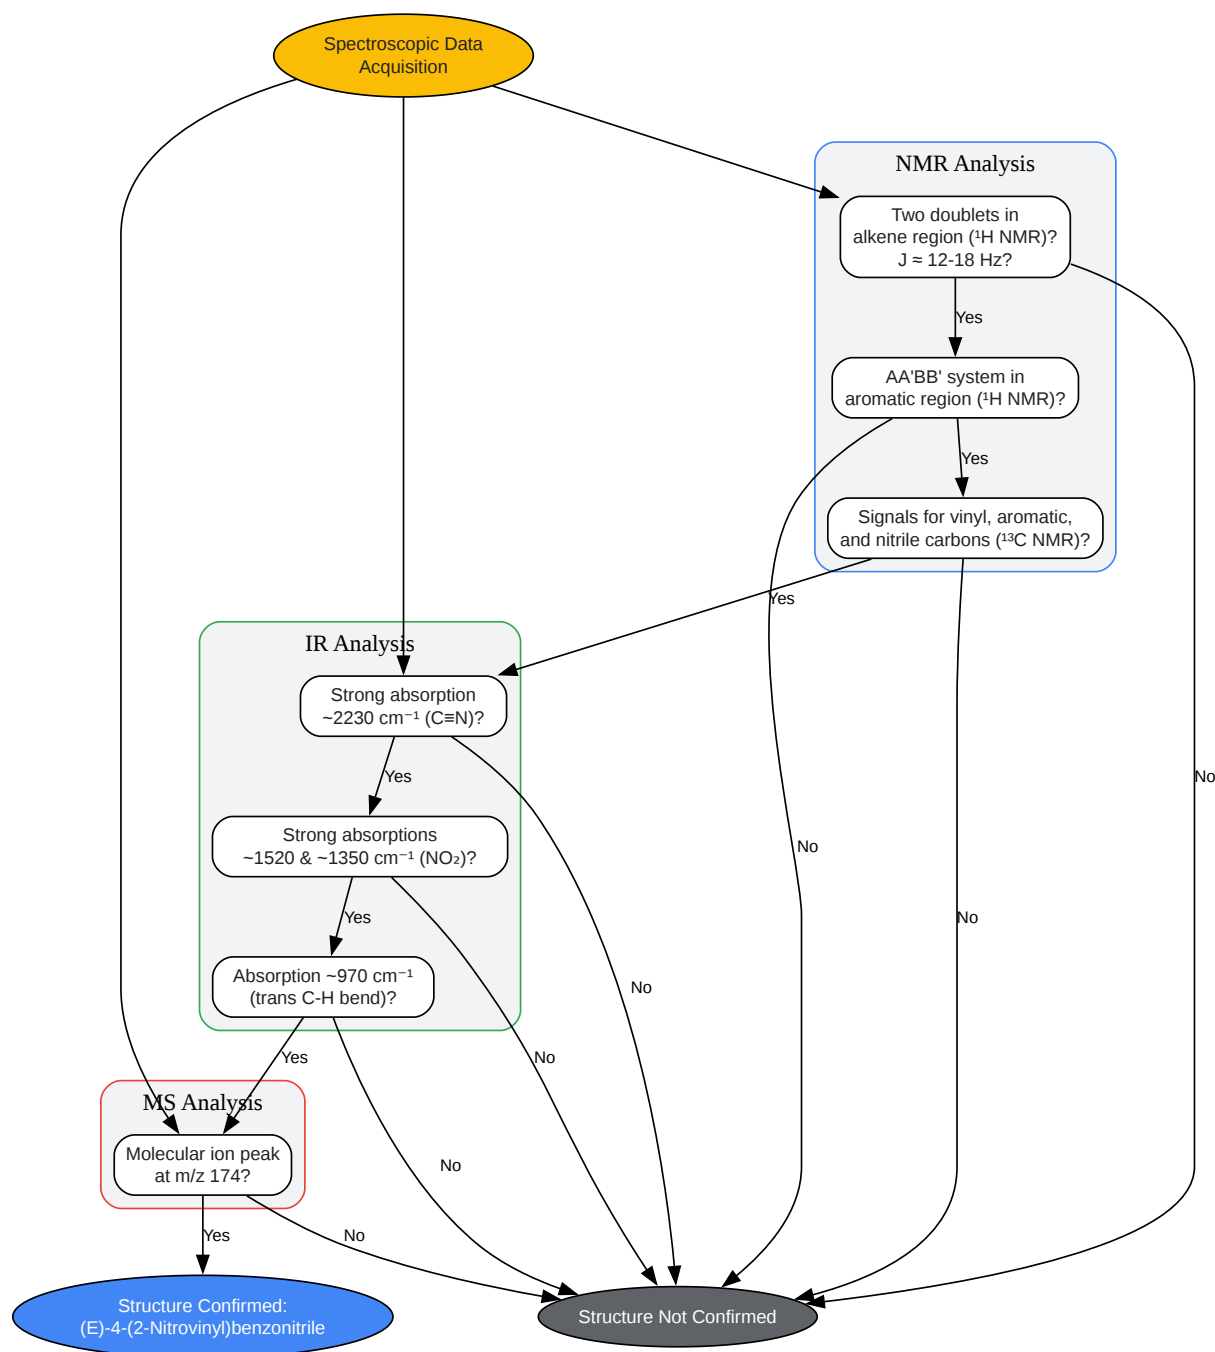 Spectroscopic Data
Acquisition
NMR Analysis
Two doublets in
alkene region (¹H NMR)?
J ≈ 12-18 Hz?
Yes
AA'BB' system in
aromatic region (¹H NMR)?
Yes
Signals for vinyl, aromatic,
and nitrile carbons (¹³C NMR)?
Yes
IR Analysis
Strong absorption
~2230 cm⁻¹ (C≡N)?
Yes
No
Strong absorptions
~1520 & ~1350 cm⁻¹ (NO₂)?
No
Yes
No
Absorption ~970 cm⁻¹
(trans C-H bend)?
No
Yes
No
MS Analysis
Molecular ion peak
at m/z 174?
No
Yes
No
Structure Confirmed:
(E)-4-(2-Nitrovinyl)benzonitrile
Structure Not Confirmed